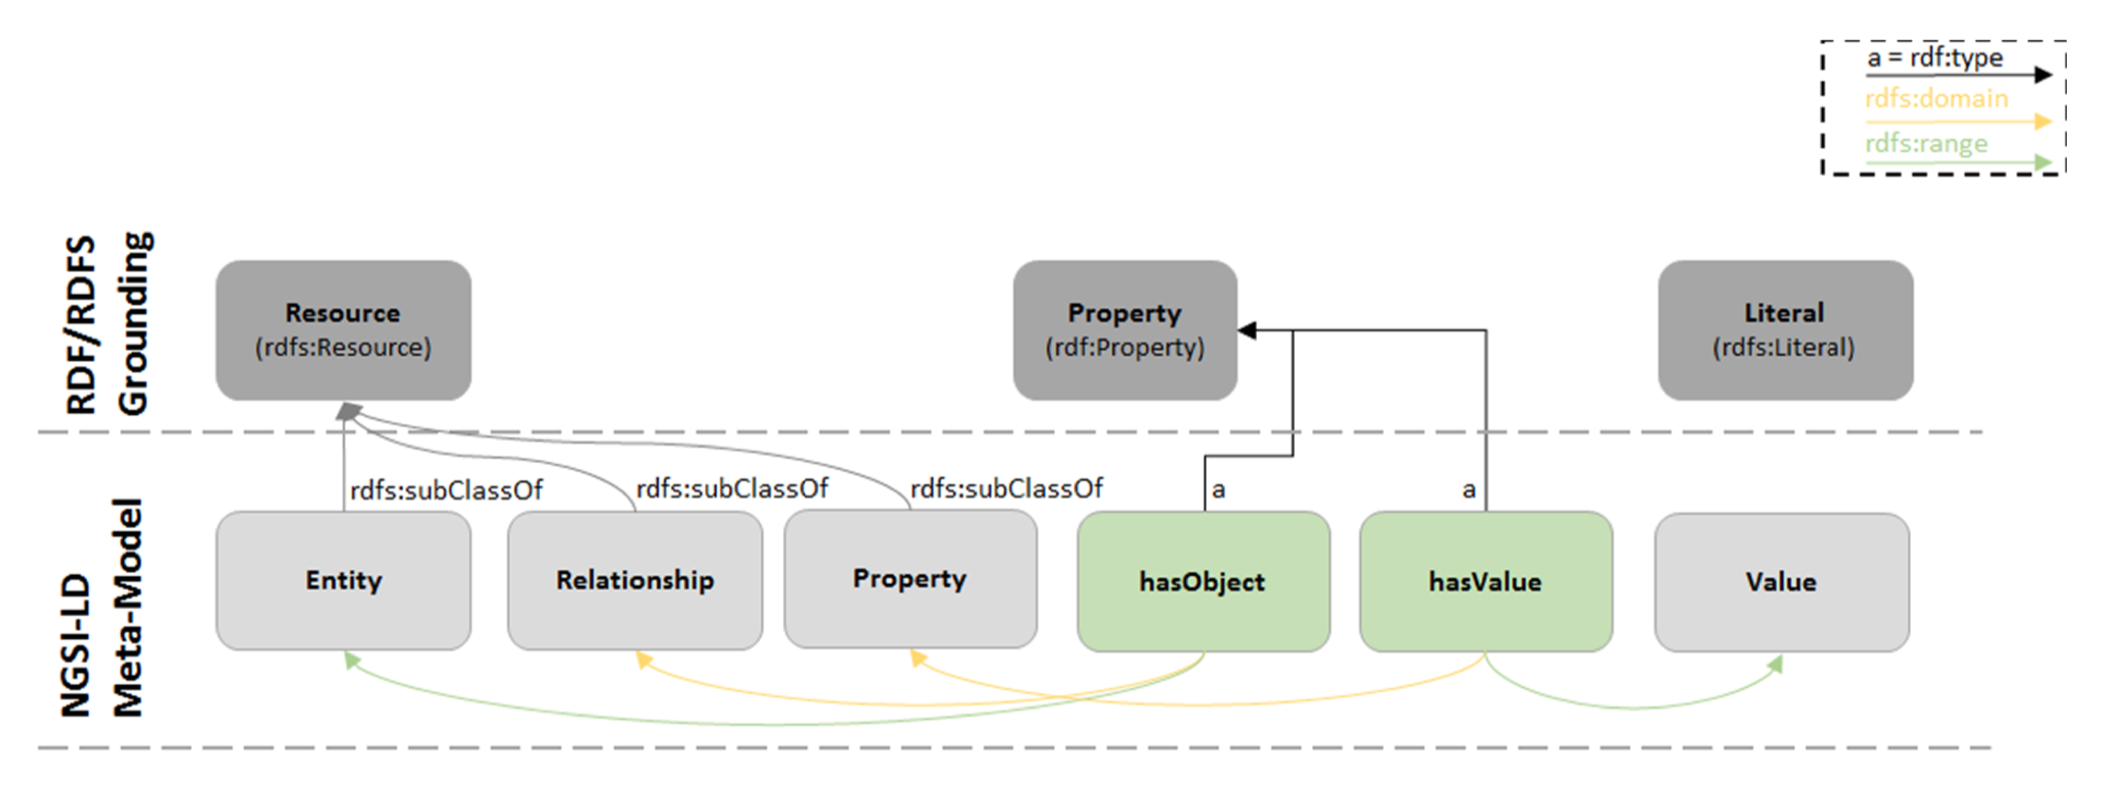 a = rdf:type
rdfs:domain
rdfs:range
RDF/RDFS
Grounding
Resource
(rdfs:Resource)
Property
(rdf:Property)
Literal
(rdfs:Literal)
NGSI-LD
Meta-Model
rdfs:subClassOf
rdfs:subClassOf
rdfs:subClassOf
a
a
Entity
Relationship
Property
hasObject
hasValue
Value